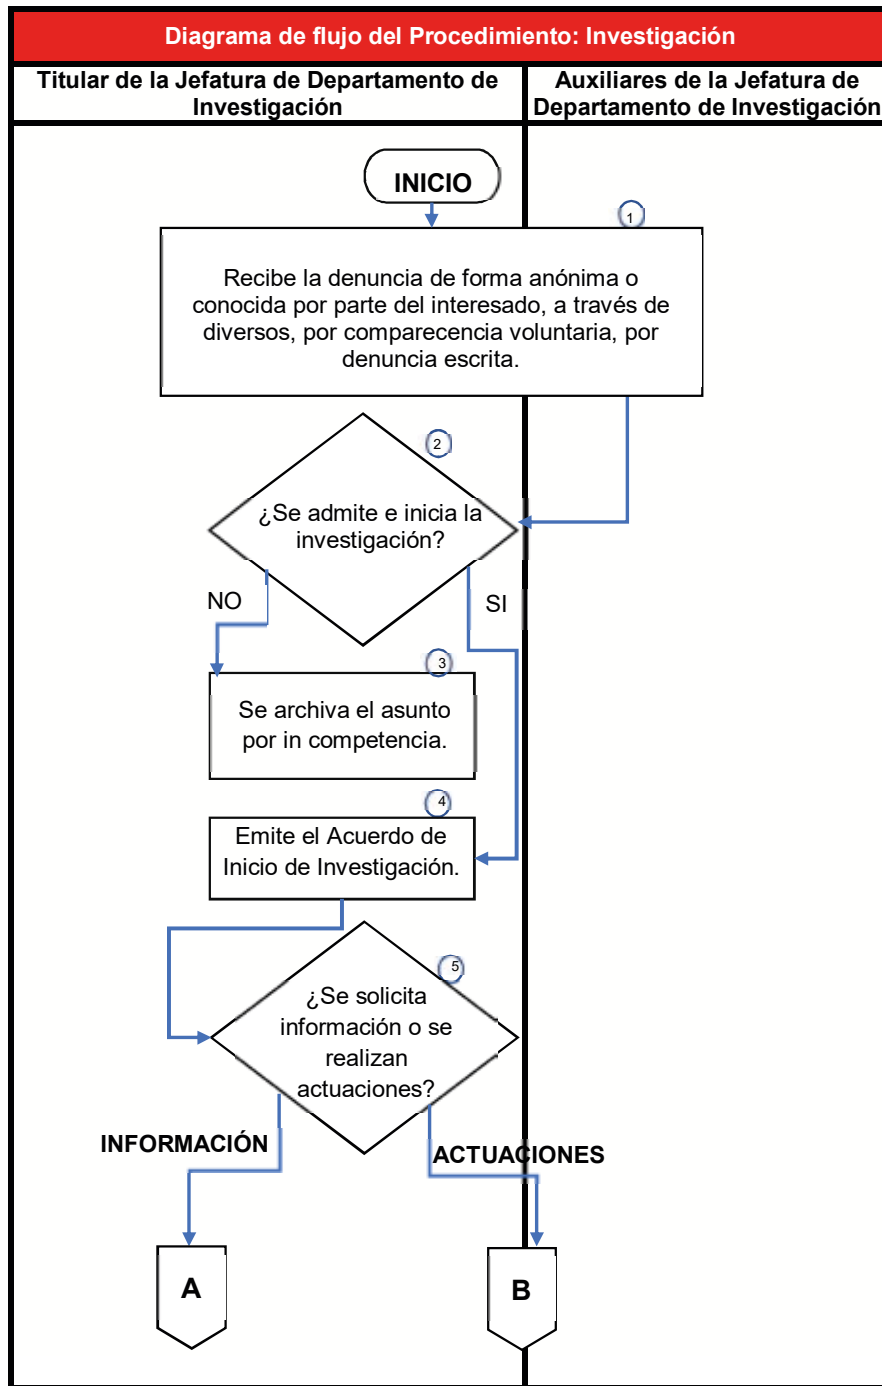 Diagrama de flujo del Procedimiento: Investigación
Titular de la Jefatura de Departamento de
Investigación
Auxiliares de la Jefatura de
Departamento de Investigación
INICIO
1
Recibe la denuncia de forma anónima o
conocida por parte del interesado, a través de
diversos, por comparecencia voluntaria, por
denuncia escrita.
2
¿Se admite e inicia la
investigación?
NO
SI
3
Se archiva el asunto
por in competencia.
4
Emite el Acuerdo de
Inicio de Investigación.
5
¿Se solicita
información o se
realizan
actuaciones?
INFORMACIÓN
ACTUACIONES
A
B